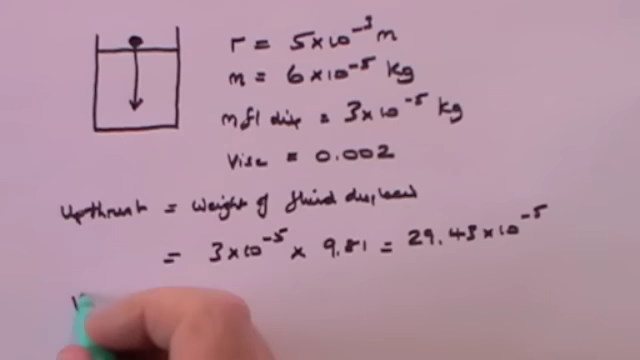 r = 5×10⁻³ m
m = 6×10⁻⁵ kg
m fl disp = 3×10⁻⁵ kg
Visc = 0.002
Upthrust = Weight of fluid displaced
= 3×10⁻⁵ × 9.81 = 29.43×10⁻⁵